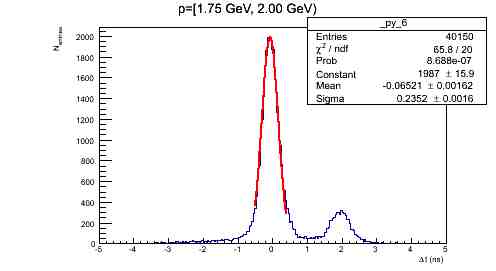 p=[1.75 GeV, 2.00 GeV)
_py_6
Entries 40150
χ² / ndf 65.8 / 20
Prob 8.688e-07
Constant 1987 ± 15.9
Mean -0.06521 ± 0.00162
Sigma 0.2352 ± 0.0016
N entries
2000
1800
1600
1400
1200
1000
800
600
400
200
0
-5 -4 -3 -2 -1 0 1 2 3 4 5
Δt (ns)